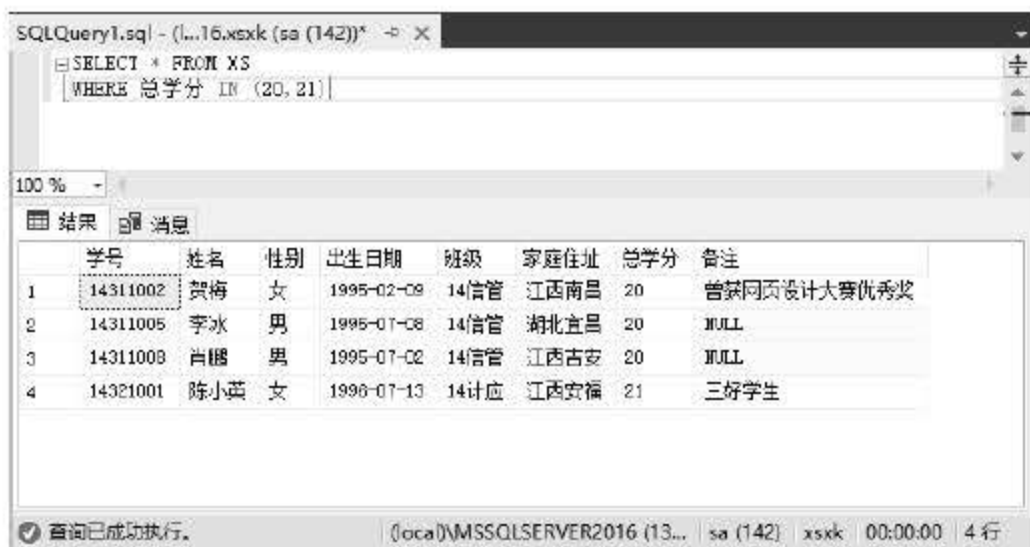 SQLQuery1.sql - (l...16.xsxk (sa (142))*
SELECT * FROM XS
WHERE 总学分 IN (20,21)
100 %
结果 消息
学号 姓名 性别 出生日期 班级 家庭住址 总学分 备注
1 14311002 贺梅 女 1995-02-09 14信管 江西南昌 20 曾获网页设计大赛优秀奖
2 14311005 李冰 男 1995-07-08 14信管 湖北宜昌 20 NULL
3 14311008 肖鹏 男 1995-07-02 14信管 江西吉安 20 NULL
4 14321001 陈小英 女 1996-07-13 14计应 江西安福 21 三好学生
查询已成功执行。 (local)\MSSQLSERVER2016 (13... sa (142) xsxk 00:00:00 4 行